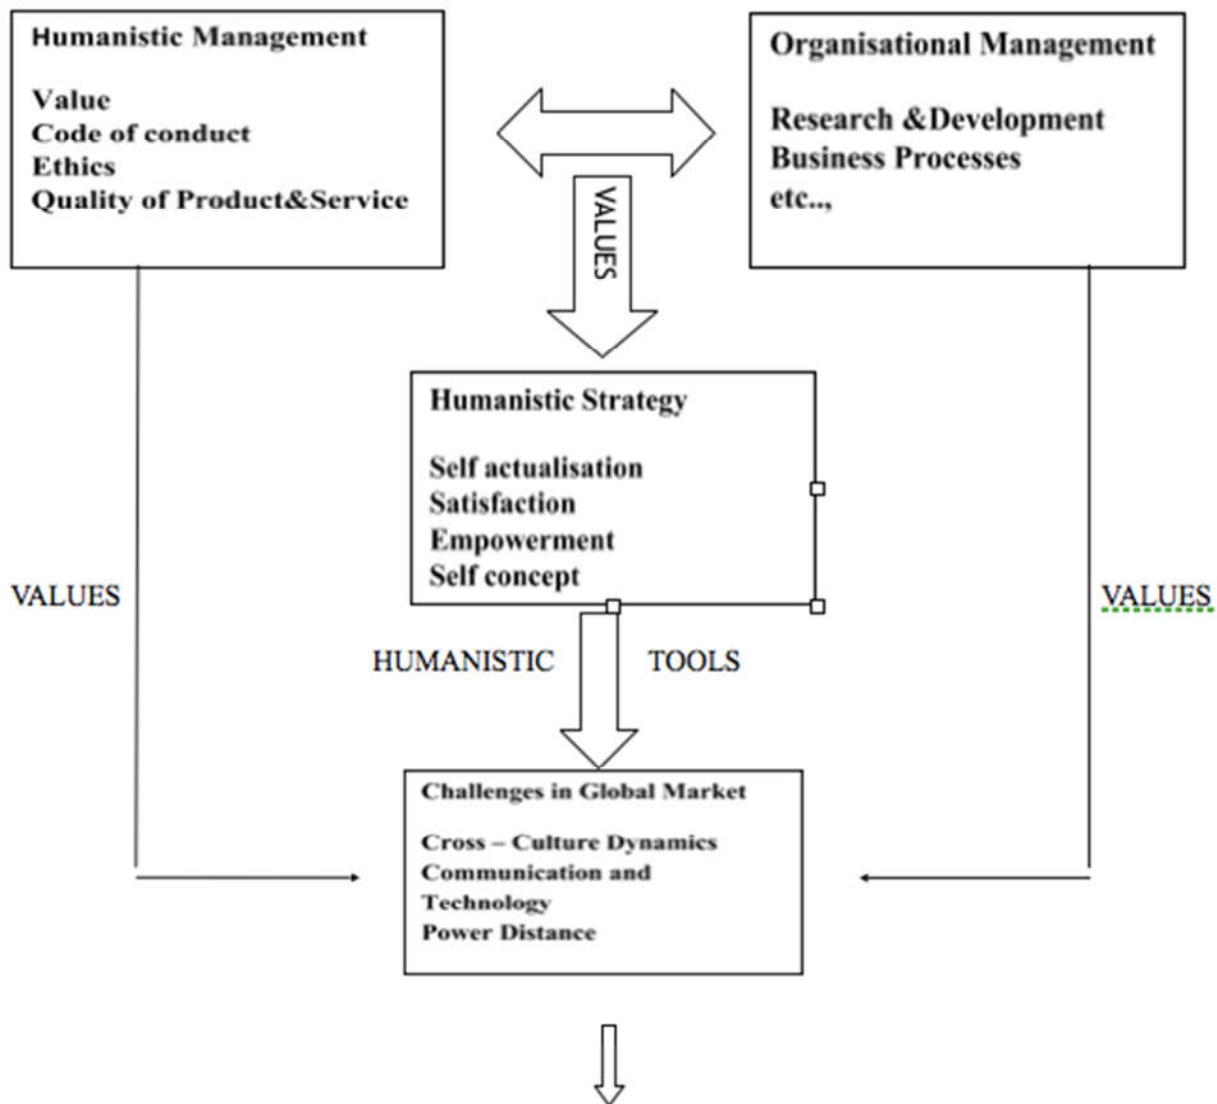 Humanistic Management
Value
Code of conduct
Ethics
Quality of Product&Service
Organisational Management
Research &Development
Business Processes
etc..,
VALUES
Humanistic Strategy
Self actualisation
Satisfaction
Empowerment
Self concept
VALUES
VALUES
HUMANISTIC TOOLS
Challenges in Global Market
Cross – Culture Dynamics
Communication and
Technology
Power Distance